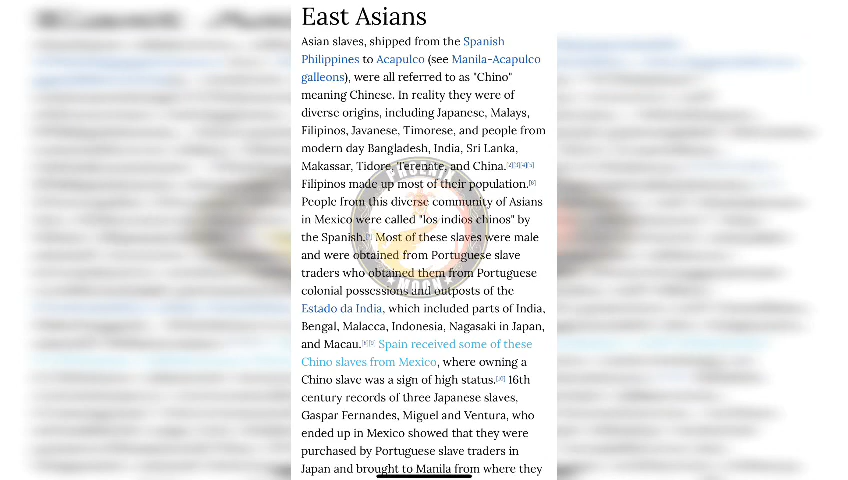 East Asians
Asian slaves, shipped from the Spanish
Philippines to Acapulco (see Manila-Acapulco
galleons), were all referred to as "Chino"
meaning Chinese. In reality they were of
diverse origins, including Japanese, Malays,
Filipinos, Javanese, Timorese, and people from
modern day Bangladesh, India, Sri Lanka,
Makassar, Tidore, Terenate, and China.
Filipinos made up most of their population.
People from this diverse community of Asians
in Mexico were called "los indios chinos" by
the Spanish. Most of these slaves were male
and were obtained from Portuguese slave
traders who obtained them from Portuguese
colonial possessions and outposts of the
Estado da India, which included parts of India,
Bengal, Malacca, Indonesia, Nagasaki in Japan,
and Macau. Spain received some of these
Chino slaves from Mexico, where owning a
Chino slave was a sign of high status. 16th
century records of three Japanese slaves,
Gaspar Fernandes, Miguel and Ventura, who
ended up in Mexico showed that they were
purchased by Portuguese slave traders in
Japan and brought to Manila from where they